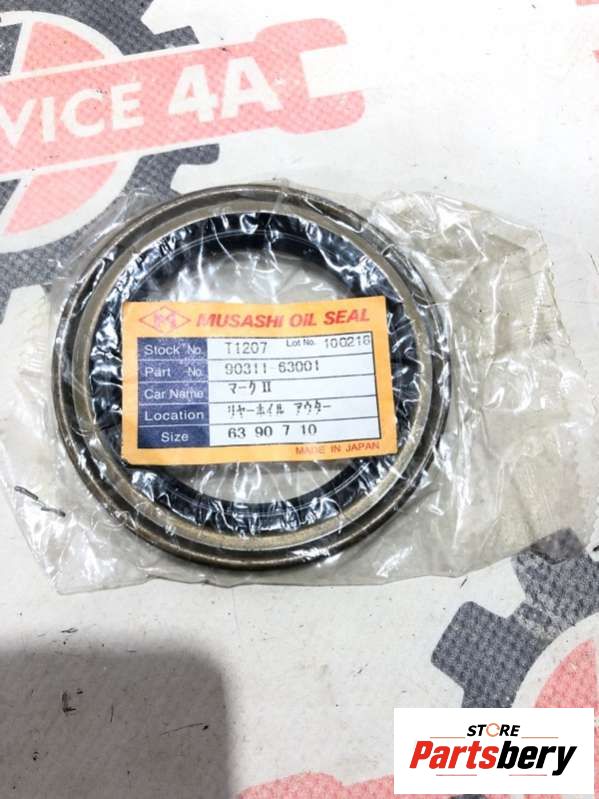 VICE 4A
MUSASHI OIL SEAL
Stock No. T1207 Lot No. 100218
Part No. 90311-63001
Car Name マークII
Location リヤーホイル アウター
Size 63 90 7 10
MADE IN JAPAN
STORE
Partsbery